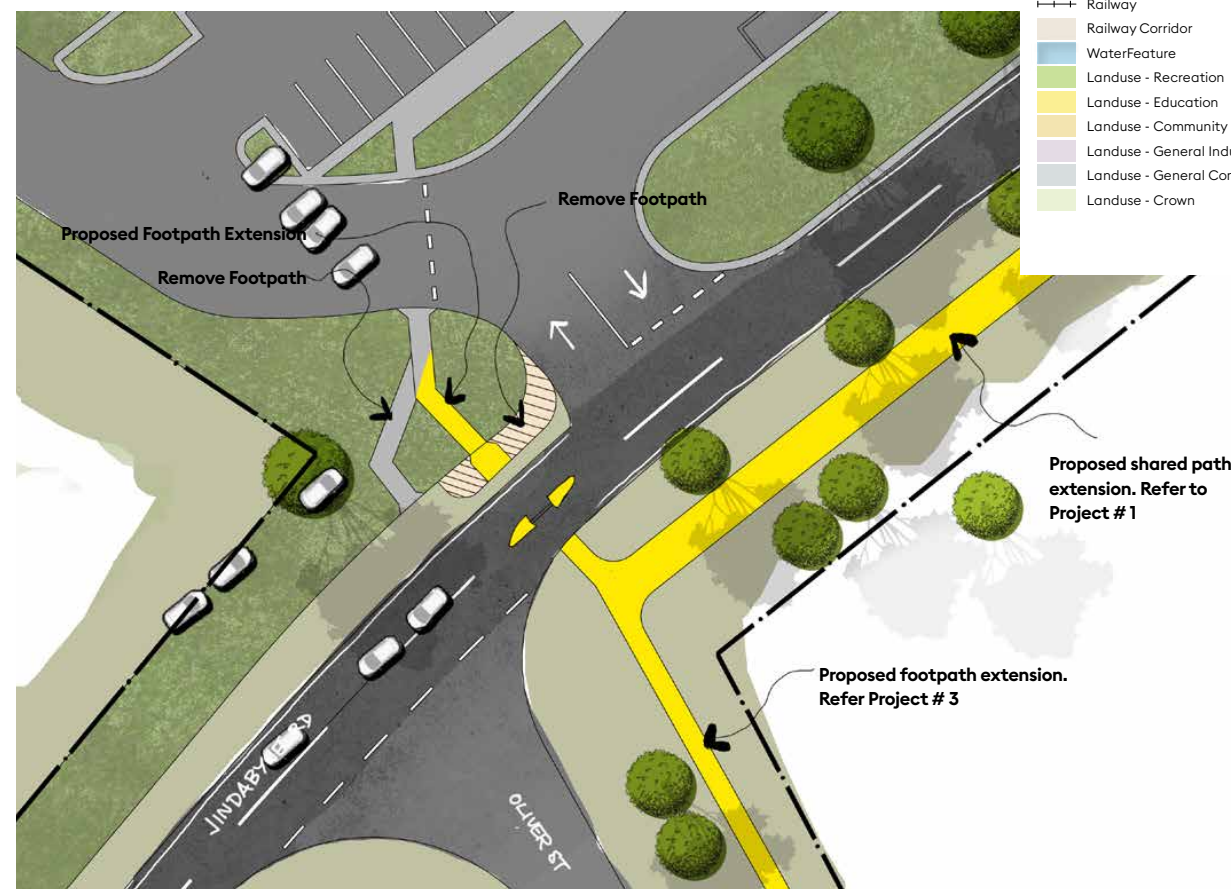 Railway
Railway Corridor
WaterFeature
Landuse - Recreation
Landuse - Education
Landuse - Community
Landuse - General Indu
Landuse - General Con
Landuse - Crown
Remove Footpath
Proposed Footpath Extension
Remove Footpath
Proposed shared path
extension. Refer to
Project # 1
Proposed footpath extension.
Refer Project # 3
RD
OLIVER ST